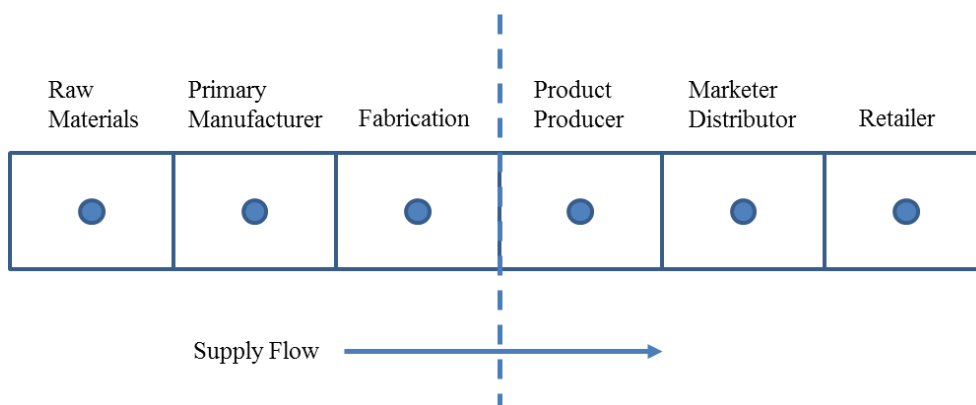 Raw
Materials
Primary
Manufacturer
Fabrication
Product
Producer
Marketer
Distributor
Retailer
Supply Flow